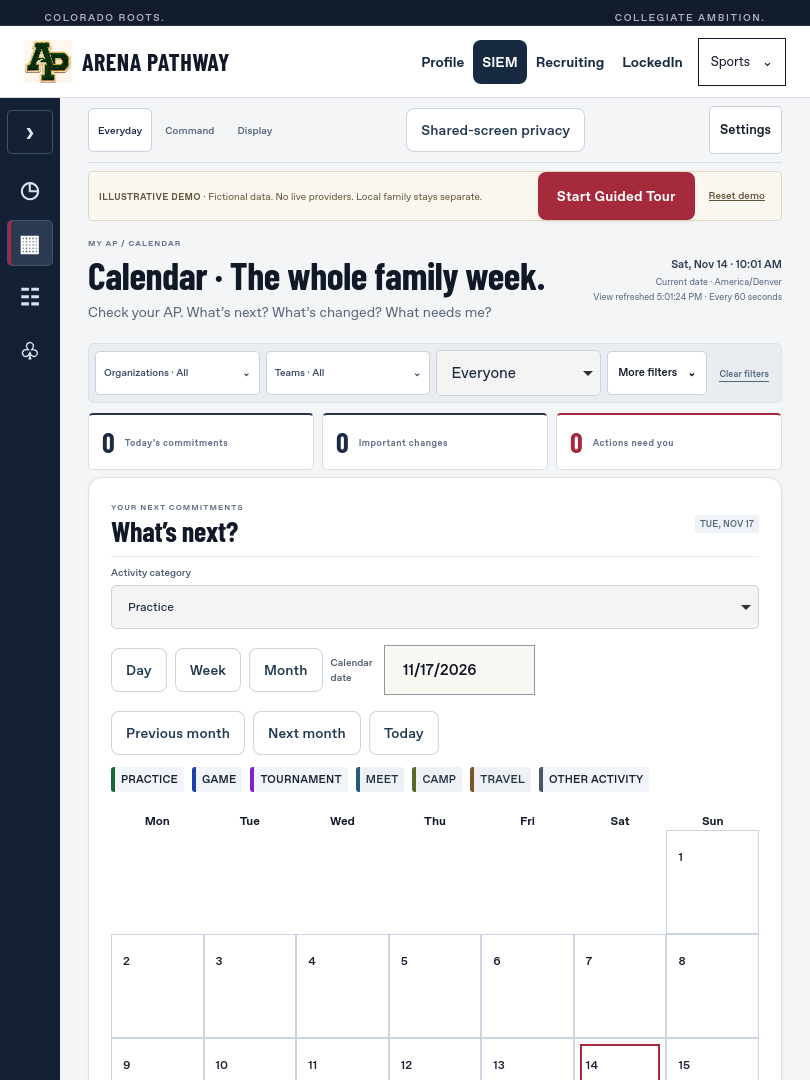 COLORADO ROOTS. COLLEGIATE AMBITION.
AP ARENA PATHWAY Profile SIEM Recruiting LockedIn Sports
Everyday Command Display Shared-screen privacy Settings
ILLUSTRATIVE DEMO · Fictional data. No live providers. Local family stays separate. Start Guided Tour Reset demo
MY AP / CALENDAR
Calendar · The whole family week.
Check your AP. What’s next? What’s changed? What needs me?
Sat, Nov 14 · 10:01 AM
Current date · America/Denver
View refreshed 5:01:24 PM · Every 60 seconds
Organizations · All Teams · All Everyone More filters Clear filters
0 Today’s commitments 0 Important changes 0 Actions need you
YOUR NEXT COMMITMENTS
What’s next? TUE, NOV 17
Activity category
Practice
Day Week Month Calendar date 11/17/2026
Previous month Next month Today
PRACTICE GAME TOURNAMENT MEET CAMP TRAVEL OTHER ACTIVITY
Mon Tue Wed Thu Fri Sat Sun
1
2 3 4 5 6 7 8
9 10 11 12 13 14 15